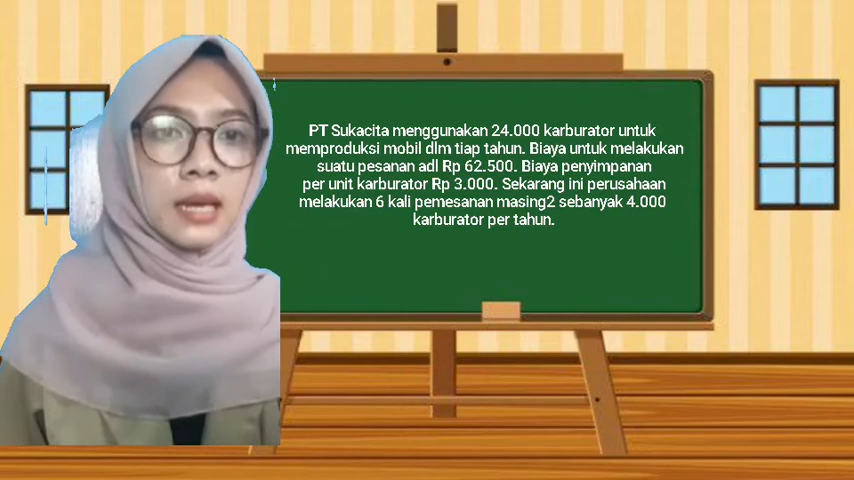 PT Sukacita menggunakan 24.000 karburator untuk
memproduksi mobil dlm tiap tahun. Biaya untuk melakukan
suatu pesanan adl Rp 62.500. Biaya penyimpanan
per unit karburator Rp 3.000. Sekarang ini perusahaan
melakukan 6 kali pemesanan masing2 sebanyak 4.000
karburator per tahun.